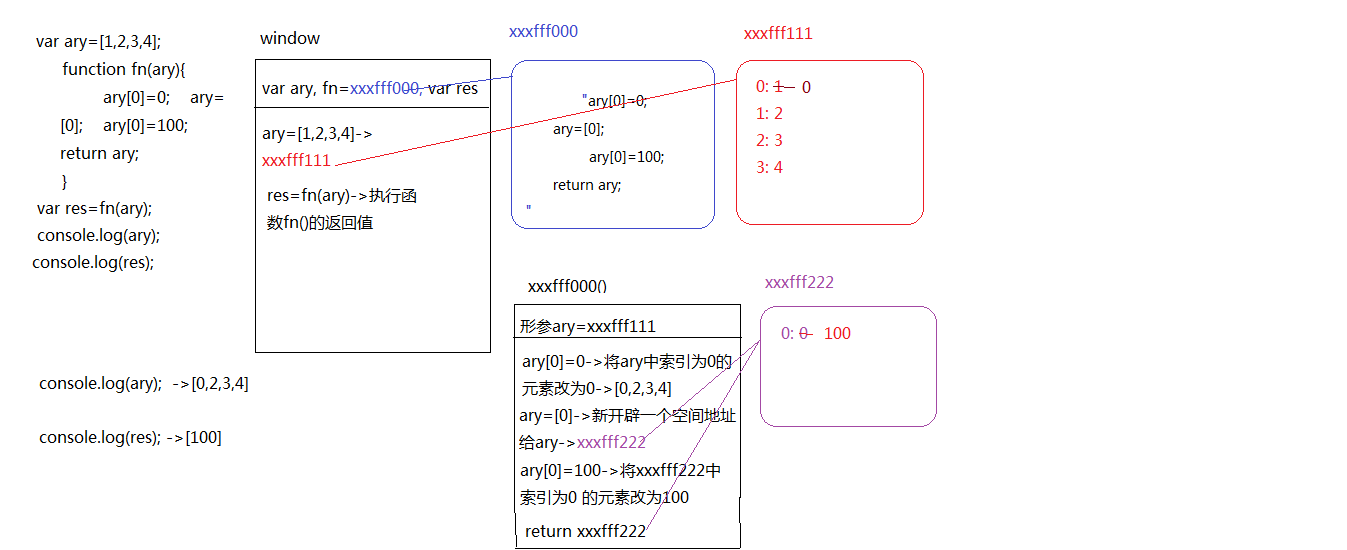 var ary=[1,2,3,4];
function fn(ary){
ary[0]=0; ary=
[0]; ary[0]=100;
return ary;
}
var res=fn(ary);
console.log(ary);
console.log(res);
console.log(ary); ->[0,2,3,4]
console.log(res); ->[100]
window
var ary, fn=xxxfff000, var res
ary=[1,2,3,4]->
xxxfff111
res=fn(ary)->执行函
数fn()的返回值
xxxfff000
"ary[0]=0;
ary=[0];
ary[0]=100;
return ary;
"
xxxfff111
0: 1 0
1: 2
2: 3
3: 4
xxxfff000()
形参ary=xxxfff111
ary[0]=0->将ary中索引为0的
元素改为0->[0,2,3,4]
ary=[0]->新开辟一个空间地址
给ary->xxxfff222
ary[0]=100->将xxxfff222中
索引为0 的元素改为100
return xxxfff222
xxxfff222
0: 0 100